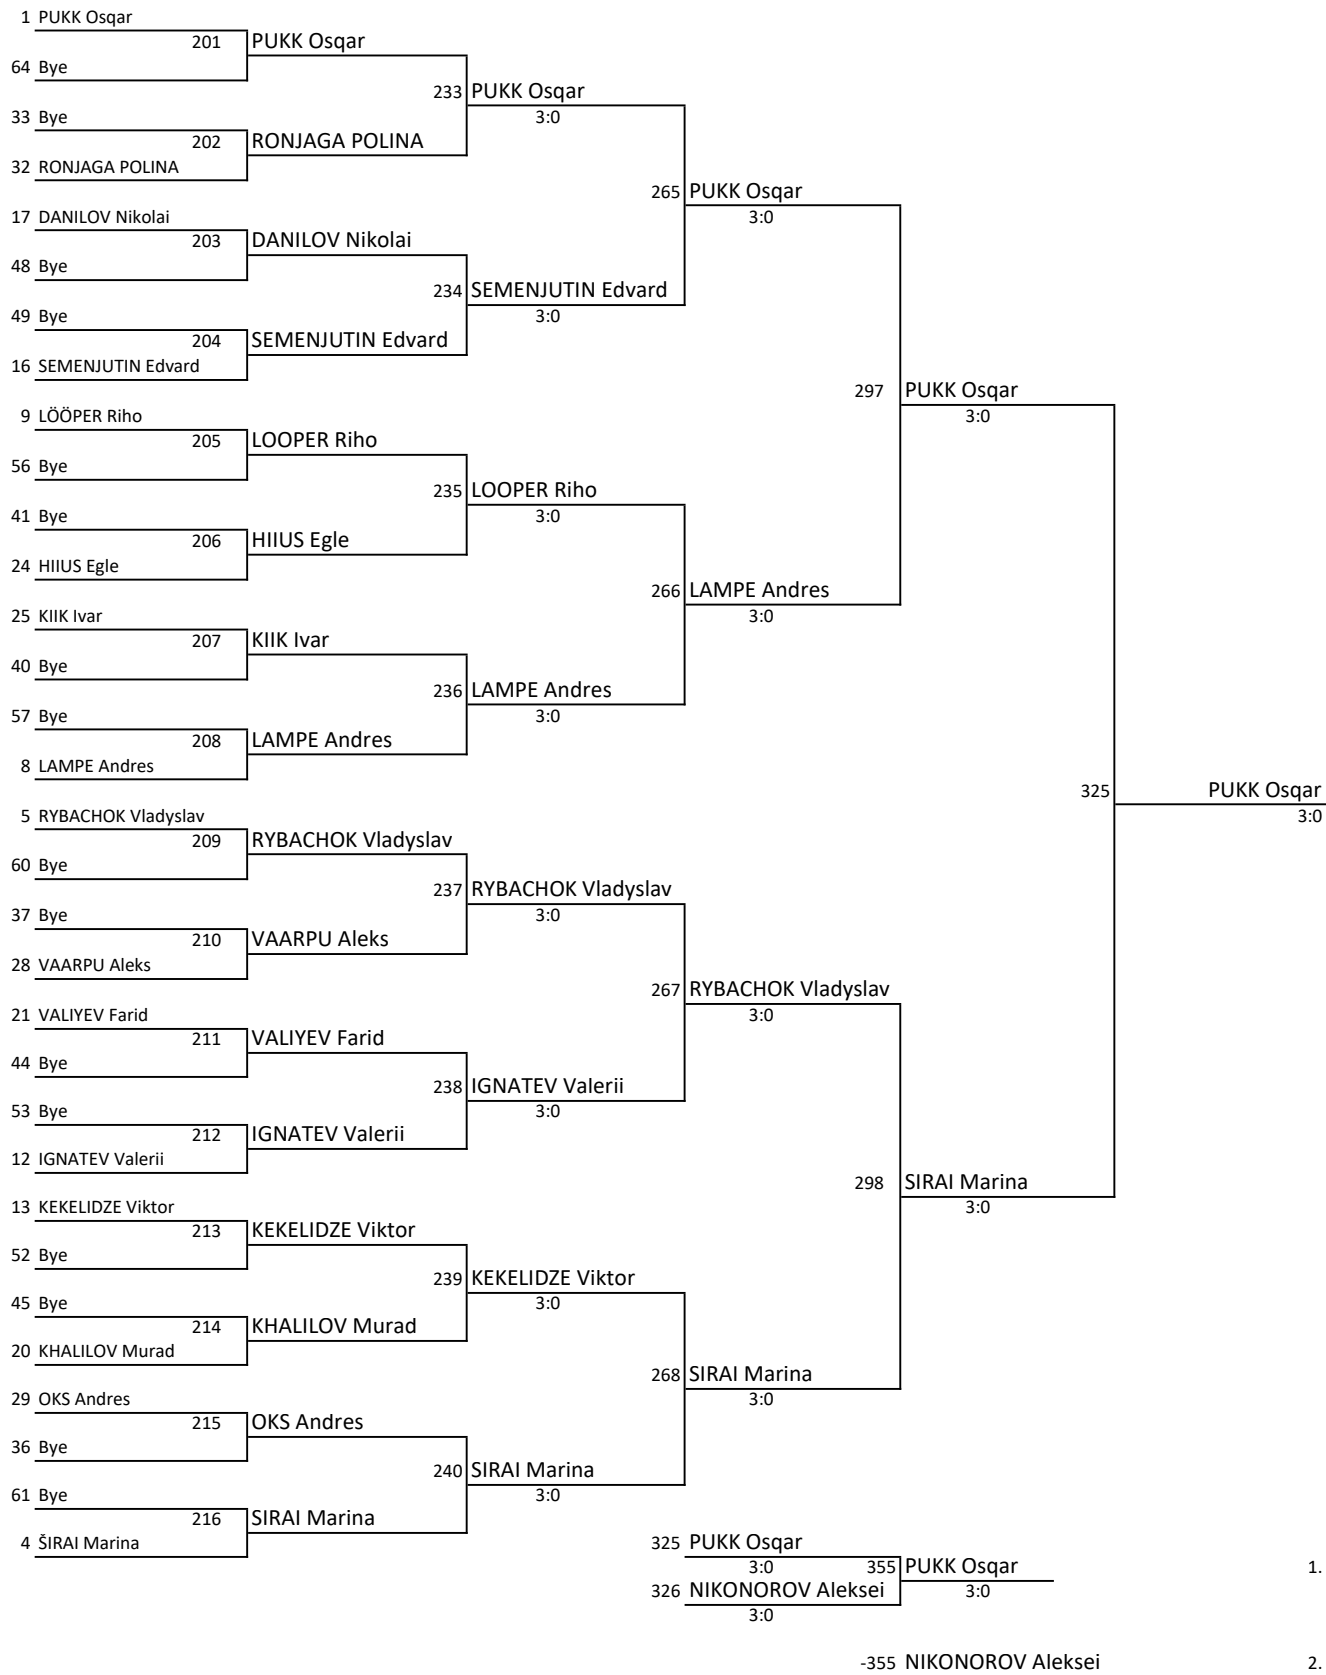 1 PUKK Osqar
201 PUKK Osqar
64 Bye
233 PUKK Osqar
33 Bye
3:0
202 RONJAGA POLINA
32 RONJAGA POLINA
265 PUKK Osqar
17 DANILOV Nikolai
3:0
203 DANILOV Nikolai
48 Bye
234 SEMENJUTIN Edvard
49 Bye
3:0
204 SEMENJUTIN Edvard
16 SEMENJUTIN Edvard
297 PUKK Osqar
9 LÖÖPER Riho
3:0
205 LOOPER Riho
56 Bye
235 LOOPER Riho
41 Bye
3:0
206 HIIUS Egle
24 HIIUS Egle
266 LAMPE Andres
25 KIIK Ivar
3:0
207 KIIK Ivar
40 Bye
236 LAMPE Andres
57 Bye
3:0
208 LAMPE Andres
8 LAMPE Andres
325 PUKK Osqar
5 RYBACHOK Vladyslav
3:0
209 RYBACHOK Vladyslav
60 Bye
237 RYBACHOK Vladyslav
37 Bye
3:0
210 VAARPU Aleks
28 VAARPU Aleks
267 RYBACHOK Vladyslav
21 VALIYEV Farid
3:0
211 VALIYEV Farid
44 Bye
238 IGNATEV Valerii
53 Bye
3:0
212 IGNATEV Valerii
12 IGNATEV Valerii
298 SIRAI Marina
13 KEKELIDZE Viktor
3:0
213 KEKELIDZE Viktor
52 Bye
239 KEKELIDZE Viktor
45 Bye
3:0
214 KHALILOV Murad
20 KHALILOV Murad
268 SIRAI Marina
29 OKS Andres
3:0
215 OKS Andres
36 Bye
240 SIRAI Marina
61 Bye
3:0
216 SIRAI Marina
4 ŠIRAI Marina
325 PUKK Osqar
3:0
355 PUKK Osqar 1.
326 NIKONOROV Aleksei
3:0
3:0
-355 NIKONOROV Aleksei 2.